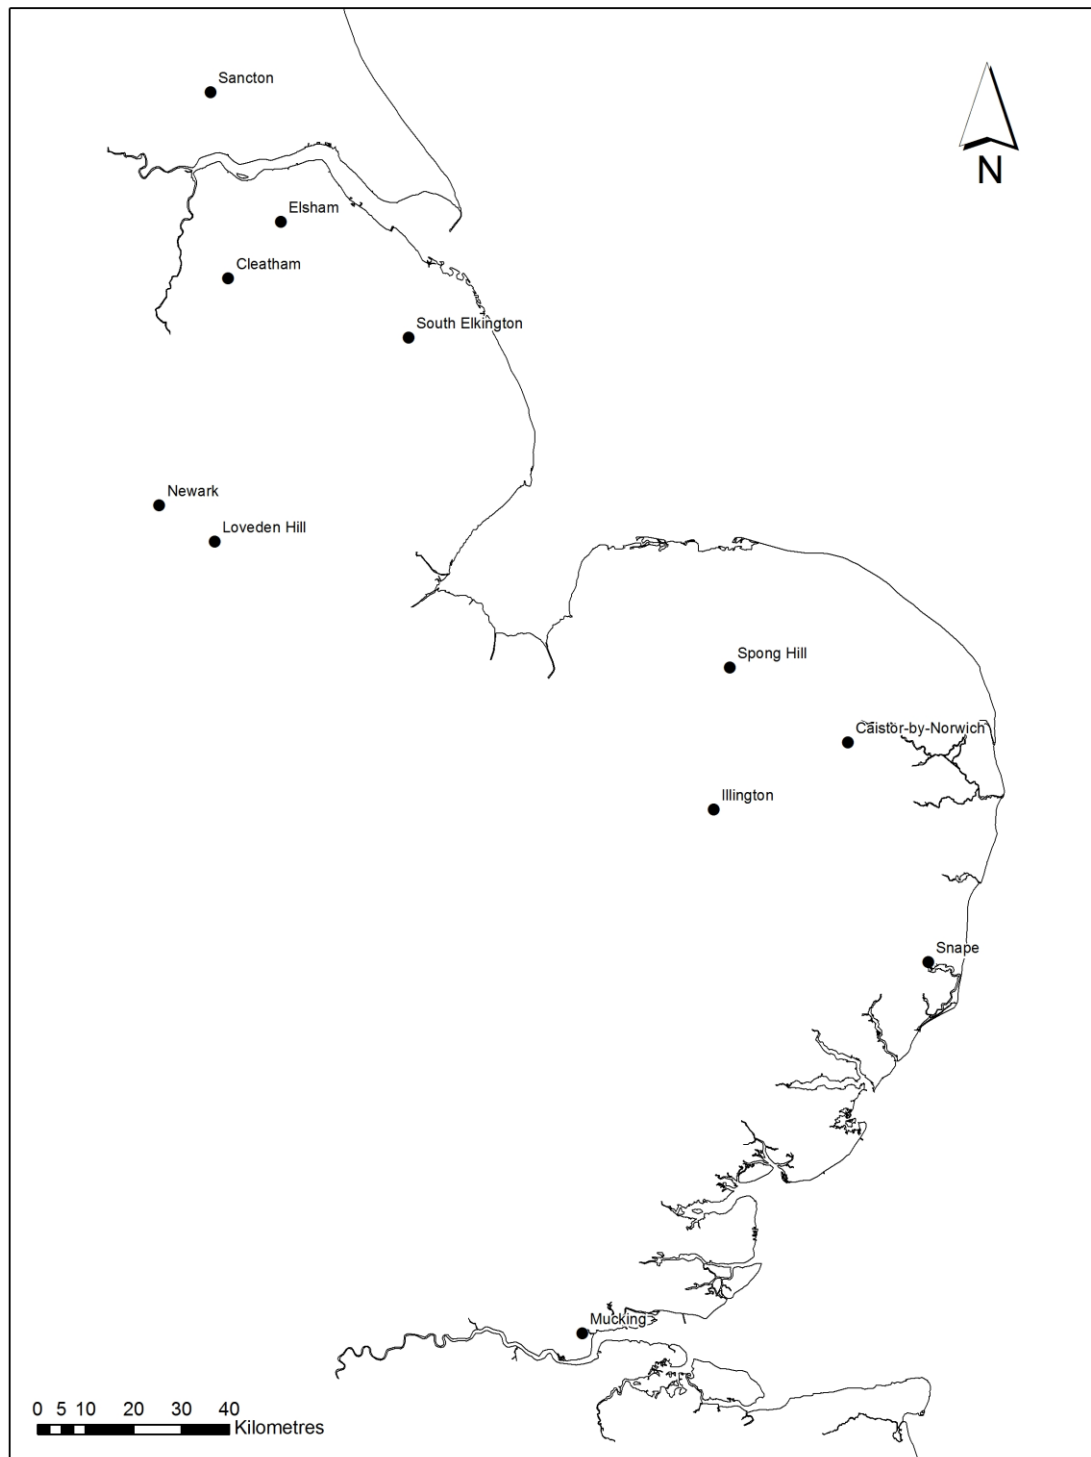 Sancton
N
Elsham
Cleatham
South Elkington
Newark
Loveden Hill
Spong Hill
Caistor-by-Norwich
Illington
Snape
Mucking
0 5 10 20 30 40
Kilometres